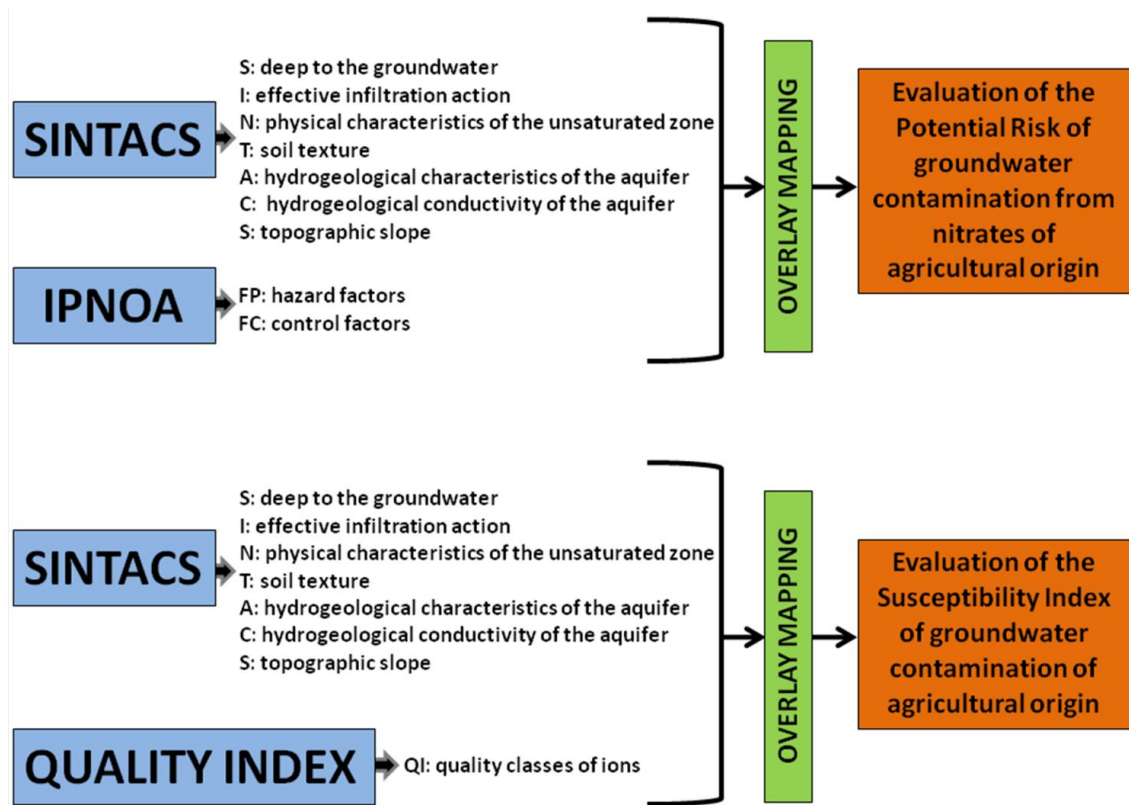 SINTACS
S: deep to the groundwater
I: effective infiltration action
N: physical characteristics of the unsaturated zone
T: soil texture
A: hydrogeological characteristics of the aquifer
C: hydrogeological conductivity of the aquifer
S: topographic slope
IPNOA
FP: hazard factors
FC: control factors
OVERLAY MAPPING
Evaluation of the
Potential Risk of
groundwater
contamination from
nitrates of
agricultural origin
SINTACS
S: deep to the groundwater
I: effective infiltration action
N: physical characteristics of the unsaturated zone
T: soil texture
A: hydrogeological characteristics of the aquifer
C: hydrogeological conductivity of the aquifer
S: topographic slope
QUALITY INDEX
QI: quality classes of ions
OVERLAY MAPPING
Evaluation of the
Susceptibility Index
of groundwater
contamination of
agricultural origin